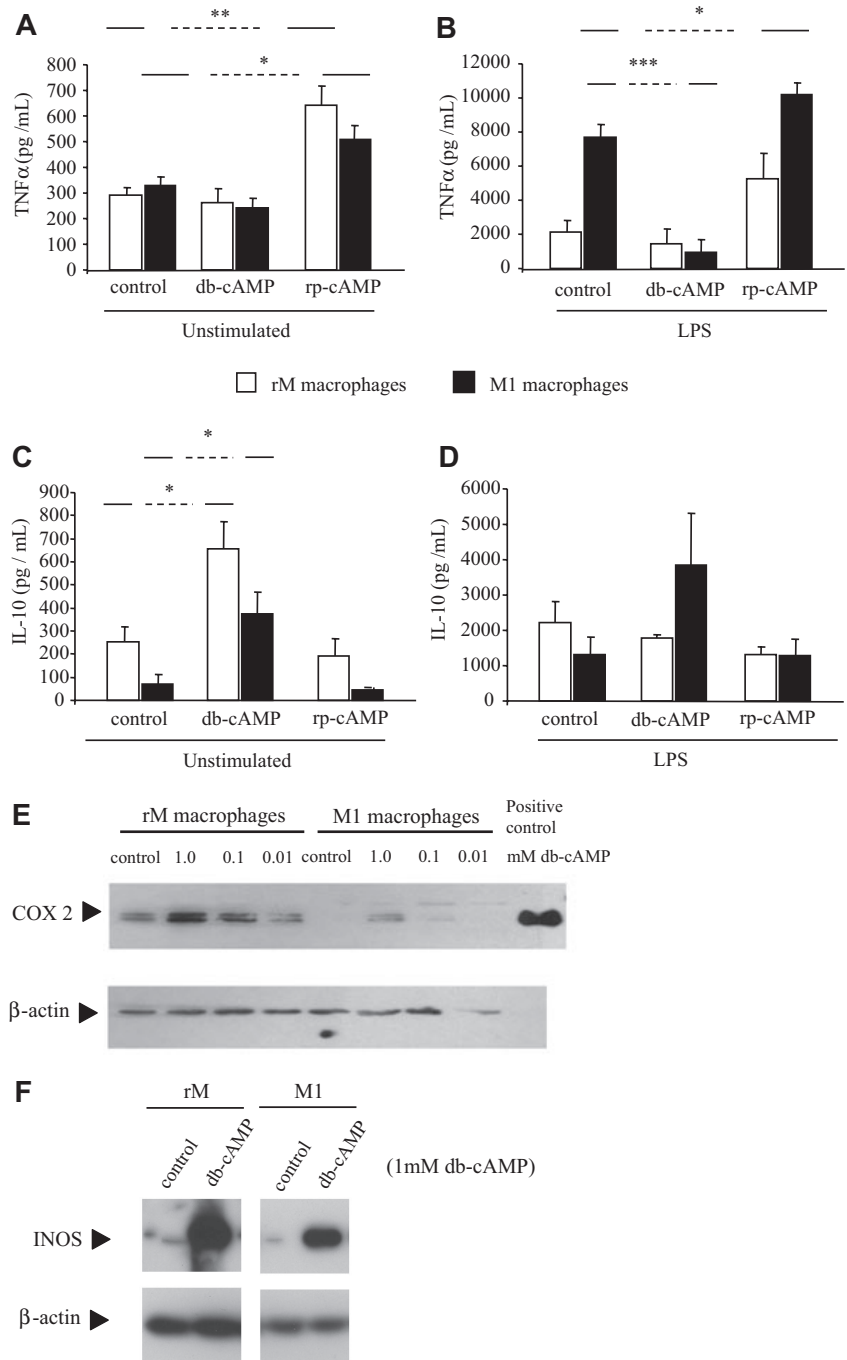 A
**
*
TNFα (pg /mL)
800
700
600
500
400
300
200
100
0
control db-cAMP rp-cAMP
Unstimulated
B
*
***
TNFα (pg /mL)
12000
10000
8000
6000
4000
2000
0
control db-cAMP rp-cAMP
LPS
rM macrophages M1 macrophages
C
*
*
IL-10 (pg / mL)
900
800
700
600
500
400
300
200
100
0
control db-cAMP rp-cAMP
Unstimulated
D
IL-10 (pg /mL)
6000
5000
4000
3000
2000
1000
0
control db-cAMP rp-cAMP
LPS
E
rM macrophages M1 macrophages Positive
control
control 1.0 0.1 0.01 control 1.0 0.1 0.01 mM db-cAMP
COX 2
β-actin
F
rM M1
control db-cAMP control db-cAMP (1mM db-cAMP)
INOS
β-actin